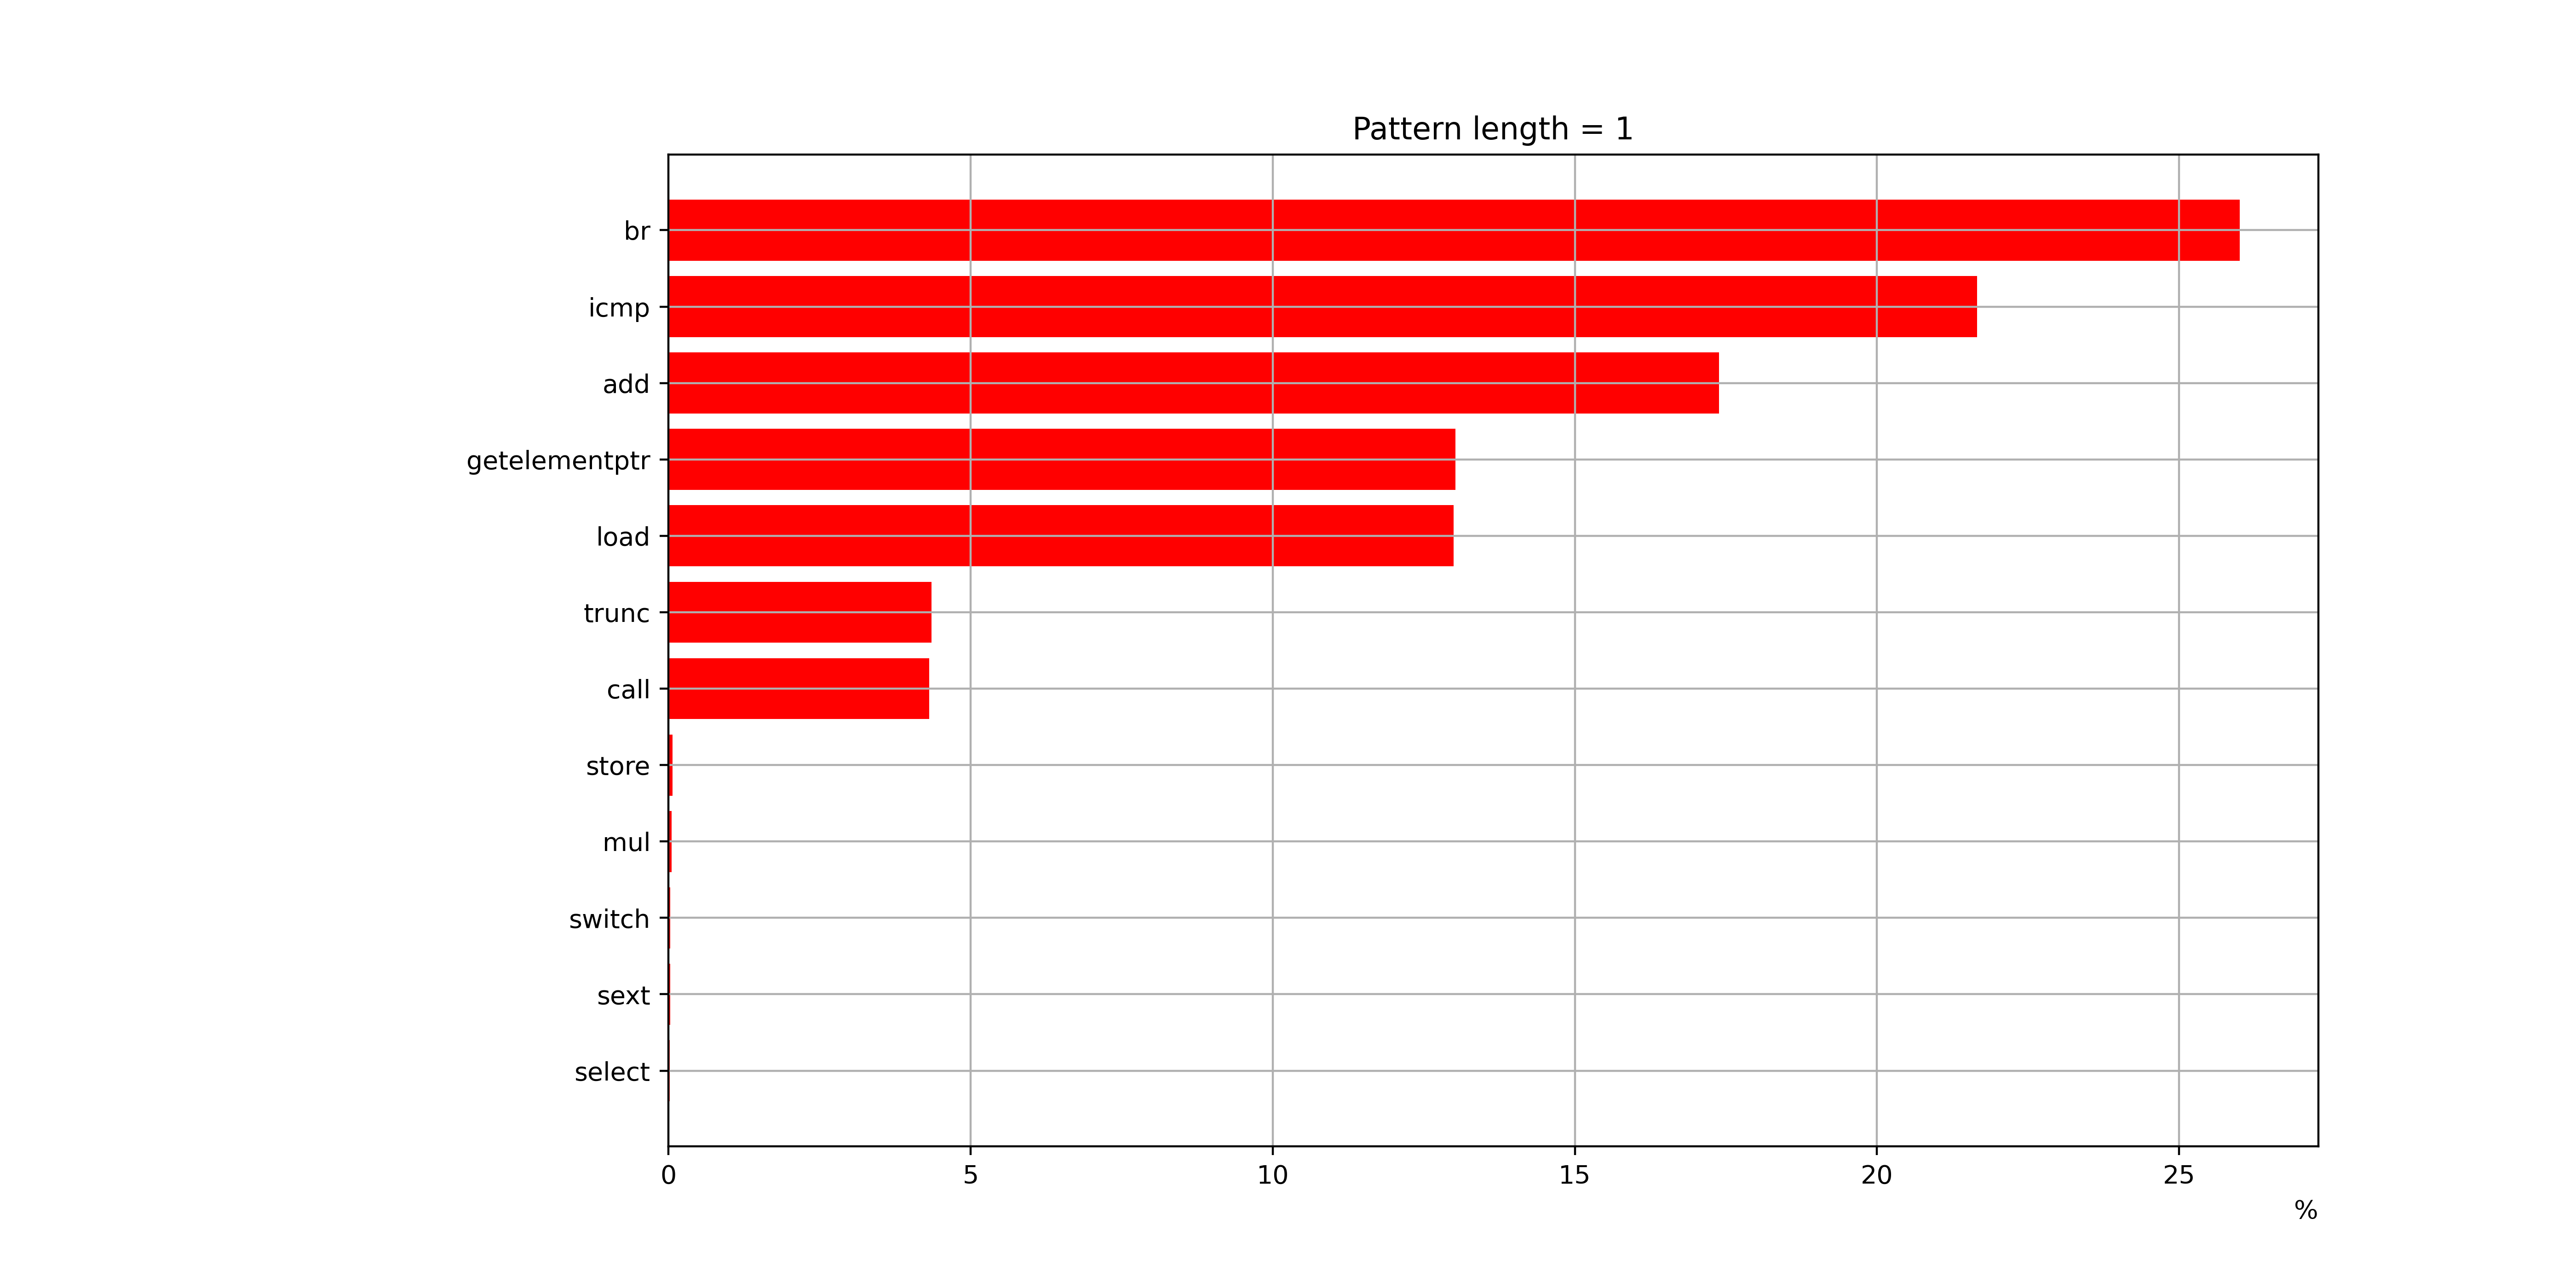 Pattern length = 1
br
icmp
add
getelementptr
load
trunc
call
store
mul
switch
sext
select
0 5 10 15 20 25
%